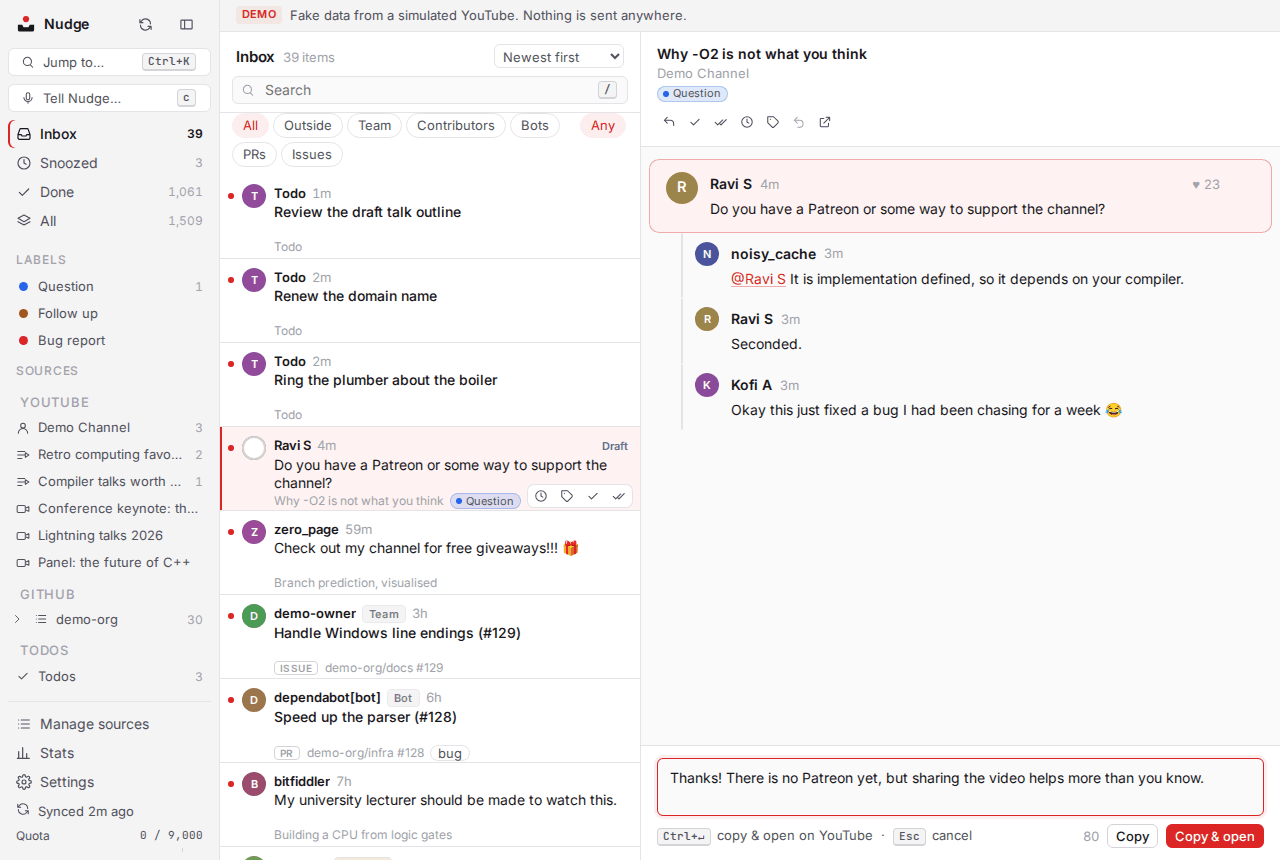 Nudge
Jump to... Ctrl+K
Tell Nudge... c
Inbox 39
Snoozed 3
Done 1,061
All 1,509
LABELS
Question 1
Follow up
Bug report
SOURCES
YOUTUBE
Demo Channel 3
Retro computing favo... 2
Compiler talks worth ... 1
Conference keynote: th...
Lightning talks 2026
Panel: the future of C++
GITHUB
demo-org 30
TODOS
Todos 3
Manage sources
Stats
Settings
Synced 2m ago
Quota 0 / 9,000
DEMO Fake data from a simulated YouTube. Nothing is sent anywhere.
Inbox 39 items Newest first
Search /
All Outside Team Contributors Bots Any
PRs Issues
T Todo 1m
Review the draft talk outline
Todo
T Todo 2m
Renew the domain name
Todo
T Todo 2m
Ring the plumber about the boiler
Todo
Ravi S 4m Draft
Do you have a Patreon or some way to support the
channel?
Why -O2 is not what you think Question
Z zero_page 59m
Check out my channel for free giveaways!!! 🎁
Branch prediction, visualised
D demo-owner Team 3h
Handle Windows line endings (#129)
ISSUE demo-org/docs #129
D dependabot[bot] Bot 6h
Speed up the parser (#128)
PR demo-org/infra #128 bug
B bitfiddler 7h
My university lecturer should be made to watch this.
Building a CPU from logic gates
Why -O2 is not what you think
Demo Channel
Question
R Ravi S 4m ♥ 23
Do you have a Patreon or some way to support the channel?
N noisy_cache 3m
@Ravi S It is implementation defined, so it depends on your compiler.
R Ravi S 3m
Seconded.
K Kofi A 3m
Okay this just fixed a bug I had been chasing for a week 😂
Thanks! There is no Patreon yet, but sharing the video helps more than you know.
Ctrl+↵ copy & open on YouTube · Esc cancel 80 Copy Copy & open